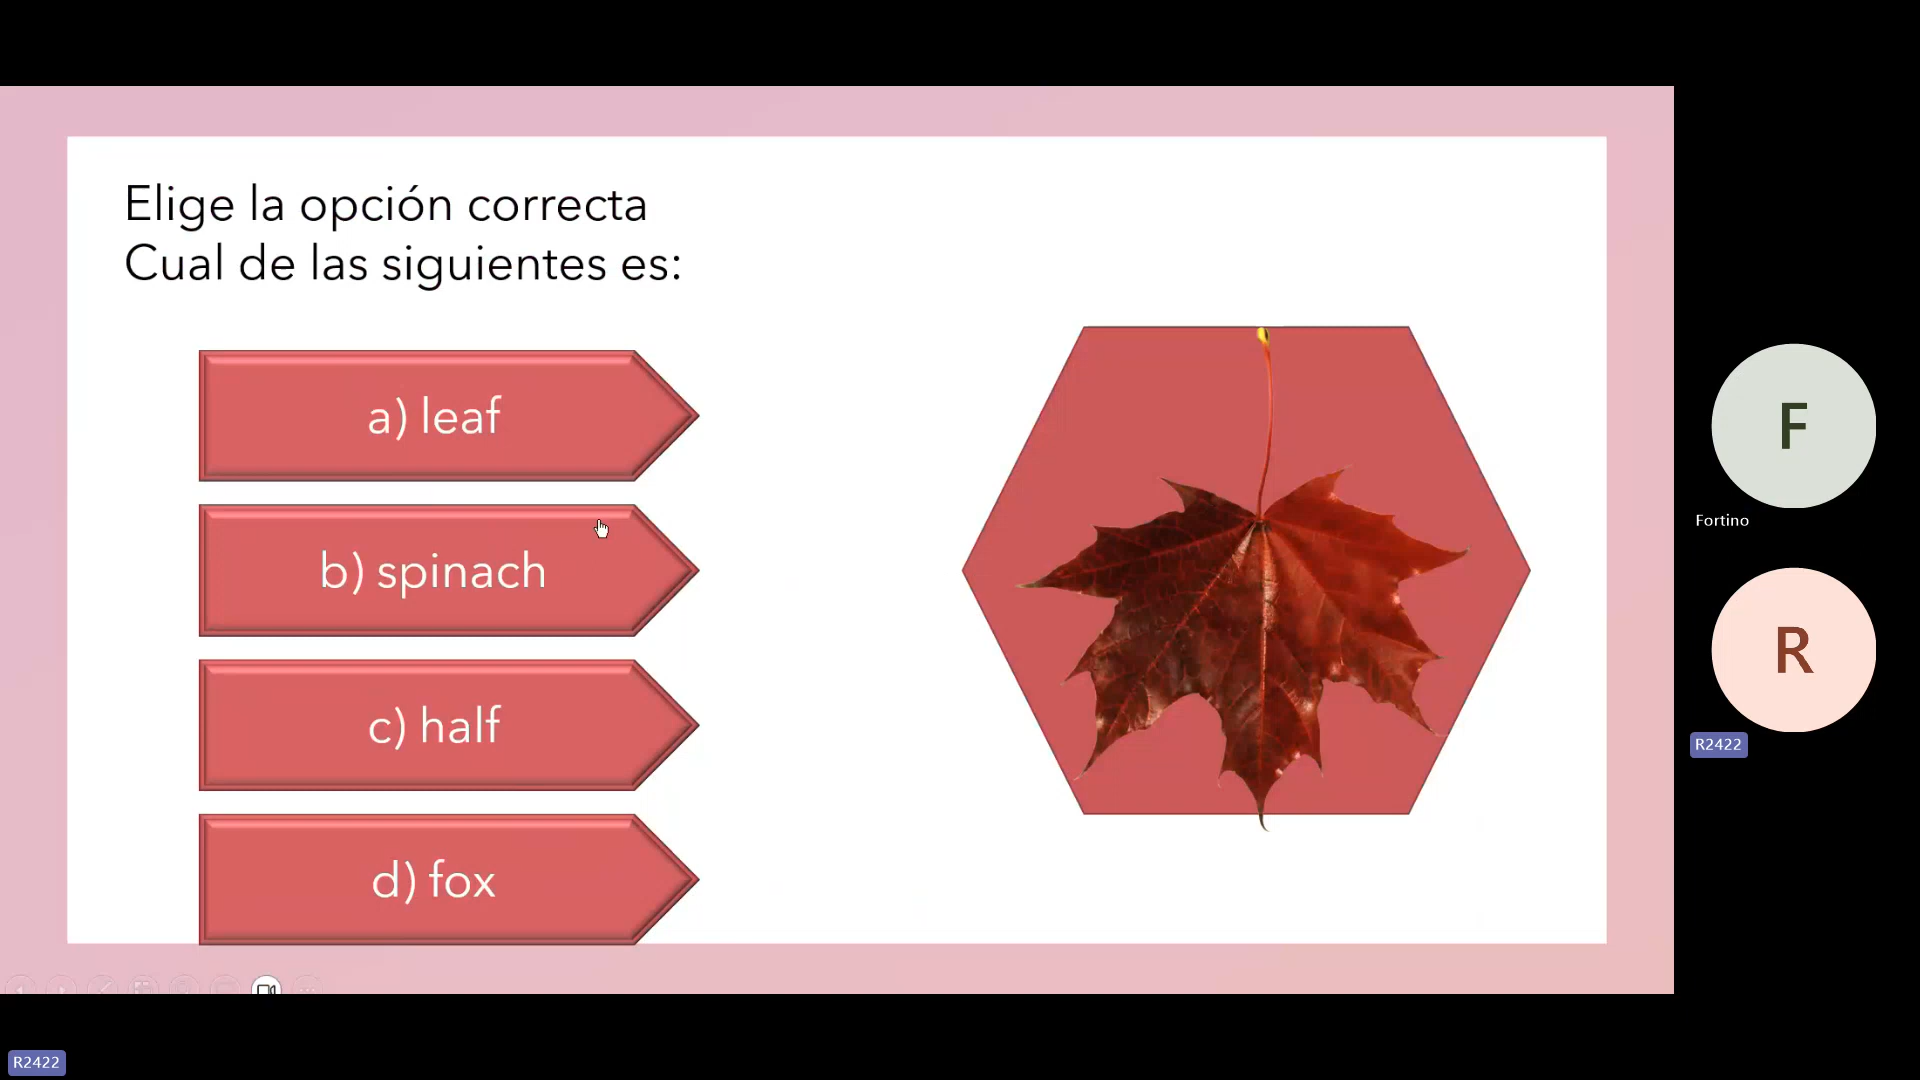 Elige la opción correcta
Cual de las siguientes es:
a) leaf
b) spinach
c) half
d) fox
F
Fortino
R
R2422
R2422